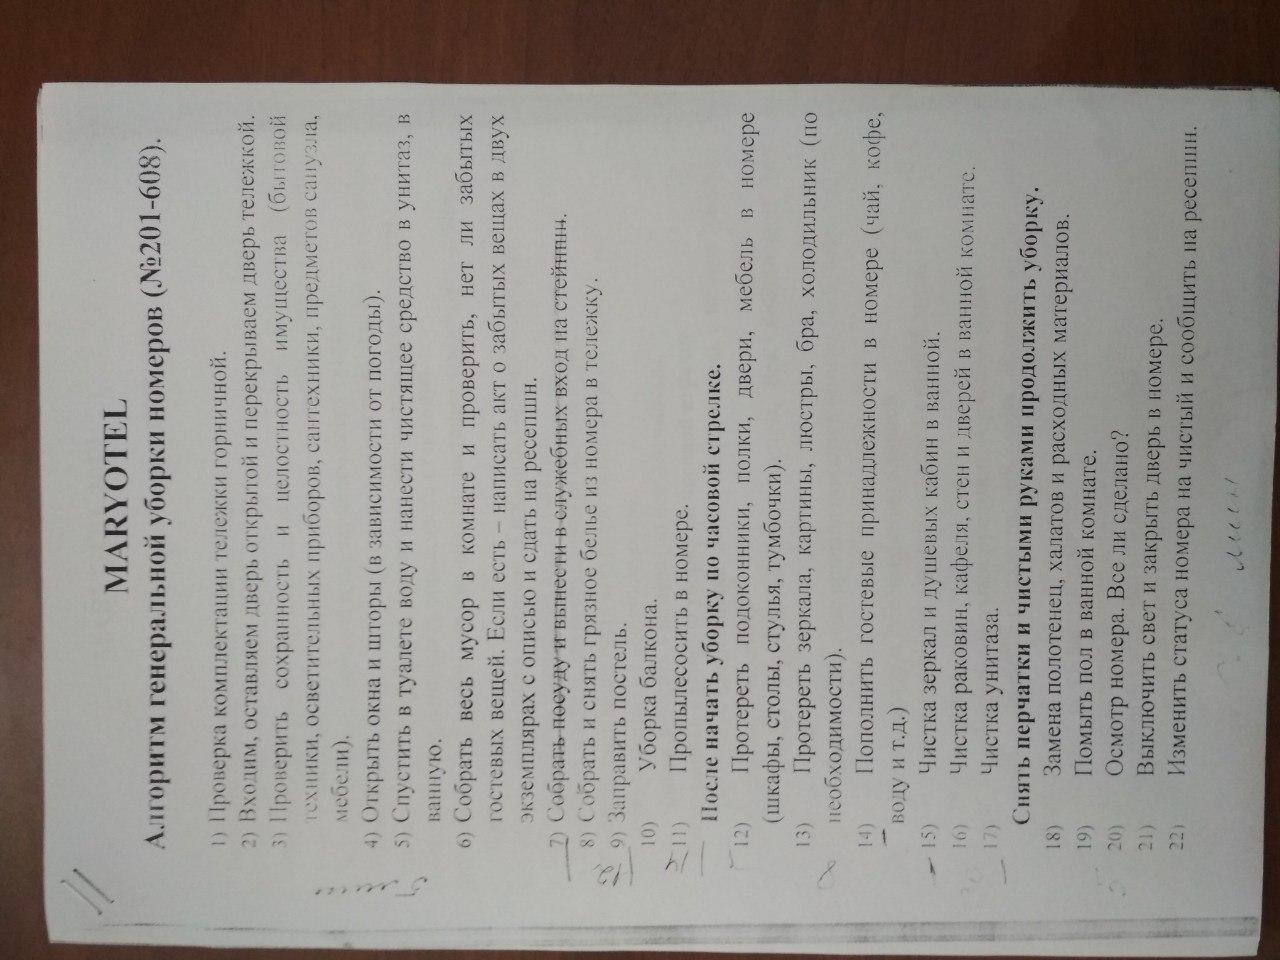 MARYOTEL
Алгоритм генеральной уборки номеров (№201-608).
1) Проверка комплектации тележки горничной.
2) Входим, оставляем дверь открытой и перекрываем дверь тележкой.
3) Проверить сохранность и целостность имущества (бытовой
техники, осветительных приборов, сантехники, предметов санузла,
мебели).
4) Открыть окна и шторы (в зависимости от погоды).
5) Спустить в туалете воду и нанести чистящее средство в унитаз, в
ванную.
6) Собрать весь мусор в комнате и проверить, нет ли забытых
гостевых вещей. Если есть – написать акт о забытых вещах в двух
экземплярах с описью и сдать на ресепшн.
7) Собрать посуду и вынести в служебных вход на стейппш.
8) Собрать и снять грязное белье из номера в тележку.
9) Заправить постель.
10) Уборка балкона.
11) Пропылесосить в номере.
После начать уборку по часовой стрелке.
12) Протереть подоконники, полки, двери, мебель в номере
(шкафы, столы, стулья, тумбочки).
13) Протереть зеркала, картины, люстры, бра, холодильник (по
необходимости).
14) Пополнить гостевые принадлежности в номере (чай, кофе,
воду и т.д.)
15) Чистка зеркал и душевых кабин в ванной.
16) Чистка раковин, кафеля, стен и дверей в ванной комнате.
17) Чистка унитаза.
Снять перчатки и чистыми руками продолжить уборку.
18) Замена полотенец, халатов и расходных материалов.
19) Помыть пол в ванной комнате.
20) Осмотр номера. Все ли сделано?
21) Выключить свет и закрыть дверь в номере.
22) Изменить статуса номера на чистый и сообщить на ресепшн.
5 мин
12
14
8
мин